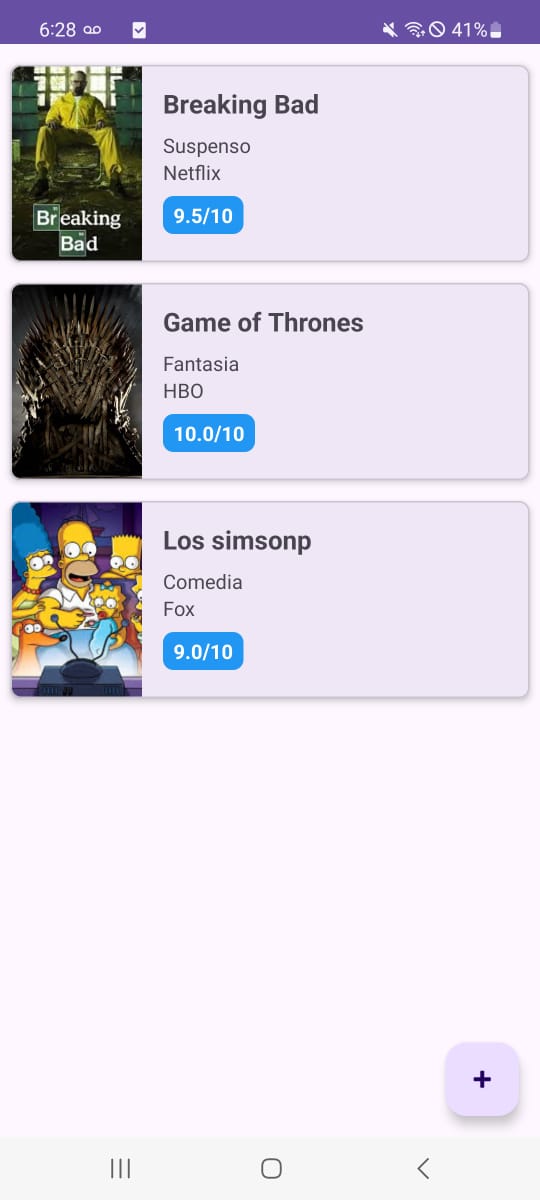 6:28
41%
Breaking Bad
Suspenso
Netflix
9.5/10
Breaking
Bad
Game of Thrones
Fantasia
HBO
10.0/10
Los simsonp
Comedia
Fox
9.0/10
+